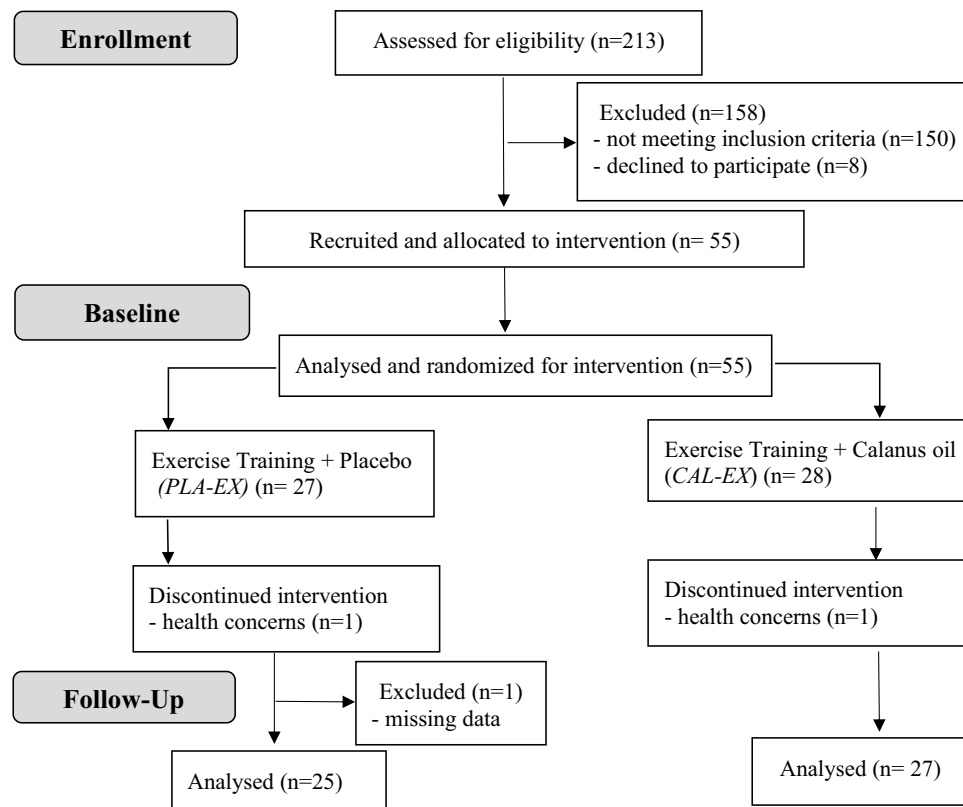 Enrollment
Assessed for eligibility (n=213)
Excluded (n=158)
- not meeting inclusion criteria (n=150)
- declined to participate (n=8)
Recruited and allocated to intervention (n= 55)
Baseline
Analysed and randomized for intervention (n=55)
Exercise Training + Placebo
(PLA-EX) (n= 27)
Exercise Training + Calanus oil
(CAL-EX) (n= 28)
Discontinued intervention
- health concerns (n=1)
Discontinued intervention
- health concerns (n=1)
Follow-Up
Excluded (n=1)
- missing data
Analysed (n=25)
Analysed (n= 27)